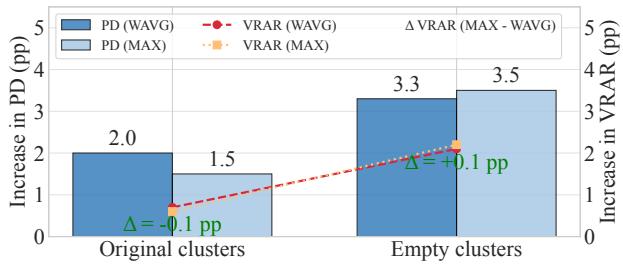 PD (WAVG)
PD (MAX)
VRAR (WAVG)
VRAR (MAX)
Δ VRAR (MAX - WAVG)
Increase in PD (pp)
5
4
3
2
1
0
2.0
1.5
3.3
3.5
Δ = -0.1 pp
Δ = +0.1 pp
Original clusters
Empty clusters
5
4
3
2
1
0
Increase in VRAR (pp)